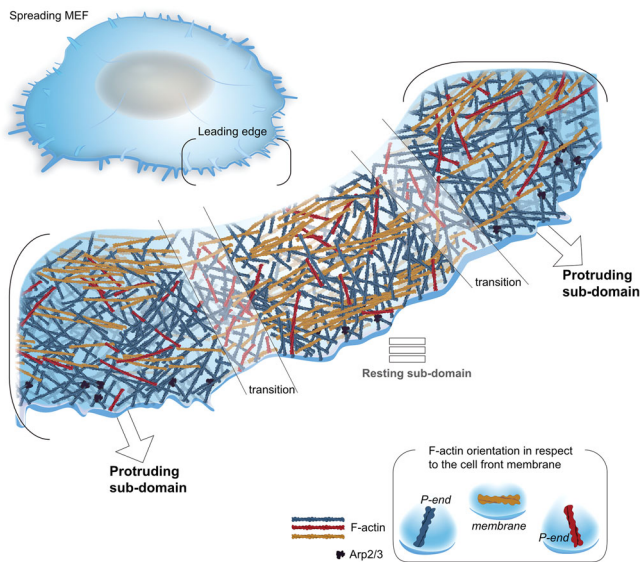 Spreading MEF
Leading edge
transition
Protruding
sub-domain
transition
Resting sub-domain
Protruding
sub-domain
F-actin orientation in respect
to the cell front membrane
P-end
membrane
P-end
F-actin
Arp2/3